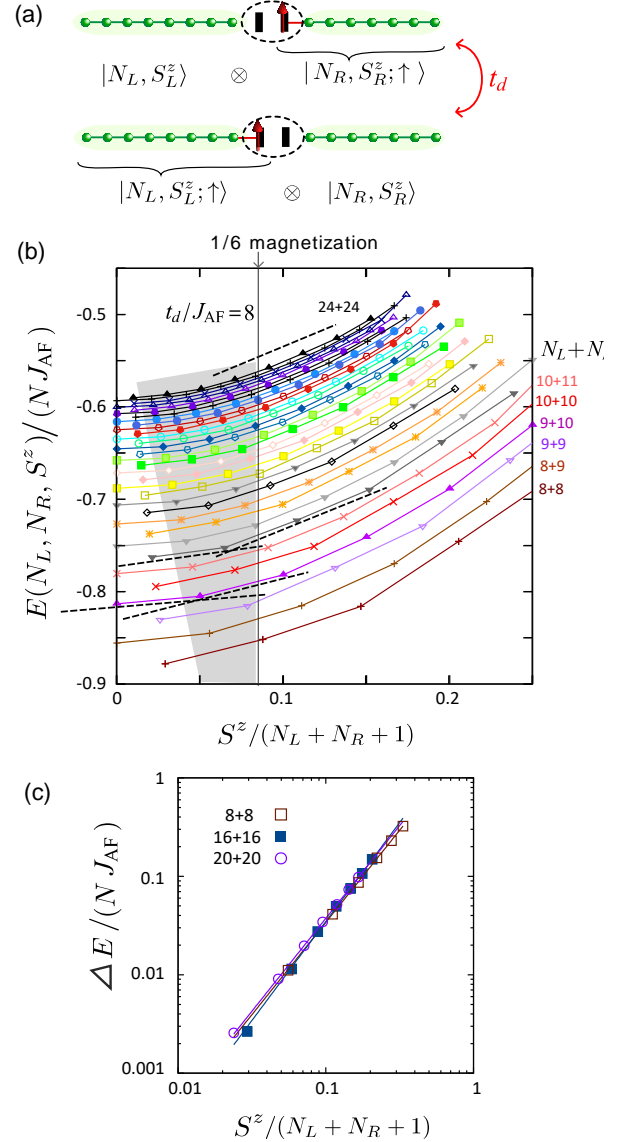 (a)
|N_L, S_L^z⟩ ⊗ |N_R, S_R^z; ↑⟩
t_d
|N_L, S_L^z; ↑⟩ ⊗ |N_R, S_R^z⟩
(b)
1/6 magnetization
t_d/J_AF=8
24+24
N_L+N
10+11
10+10
9+10
9+9
8+9
8+8
-0.5
-0.6
-0.7
-0.8
-0.9
E(N_L, N_R, S^z)/(N J_AF)
0 0.1 0.2
S^z/(N_L + N_R + 1)
(c)
8+8
16+16
20+20
1
0.1
0.01
0.001
△E/(N J_AF)
0.01 0.1 1
S^z/(N_L + N_R + 1)